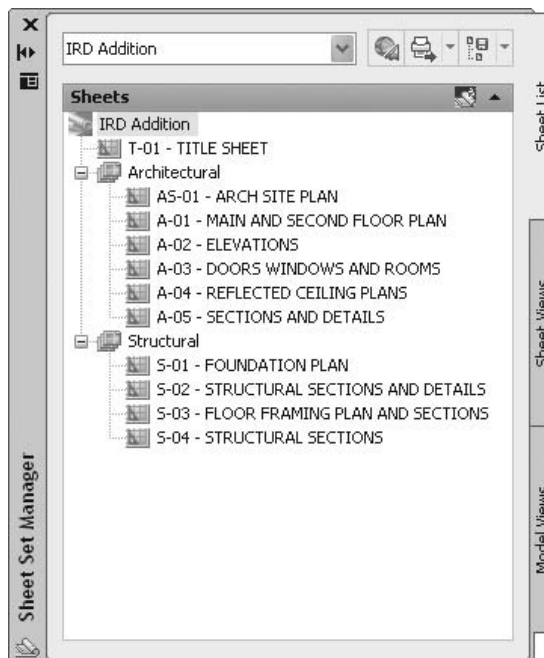 IRD Addition
Sheets
IRD Addition
T-01 - TITLE SHEET
Architectural
AS-01 - ARCH SITE PLAN
A-01 - MAIN AND SECOND FLOOR PLAN
A-02 - ELEVATIONS
A-03 - DOORS WINDOWS AND ROOMS
A-04 - REFLECTED CEILING PLANS
A-05 - SECTIONS AND DETAILS
Structural
S-01 - FOUNDATION PLAN
S-02 - STRUCTURAL SECTIONS AND DETAILS
S-03 - FLOOR FRAMING PLAN AND SECTIONS
S-04 - STRUCTURAL SECTIONS
Sheet List
Sheet Views
Model Views
Sheet Set Manager